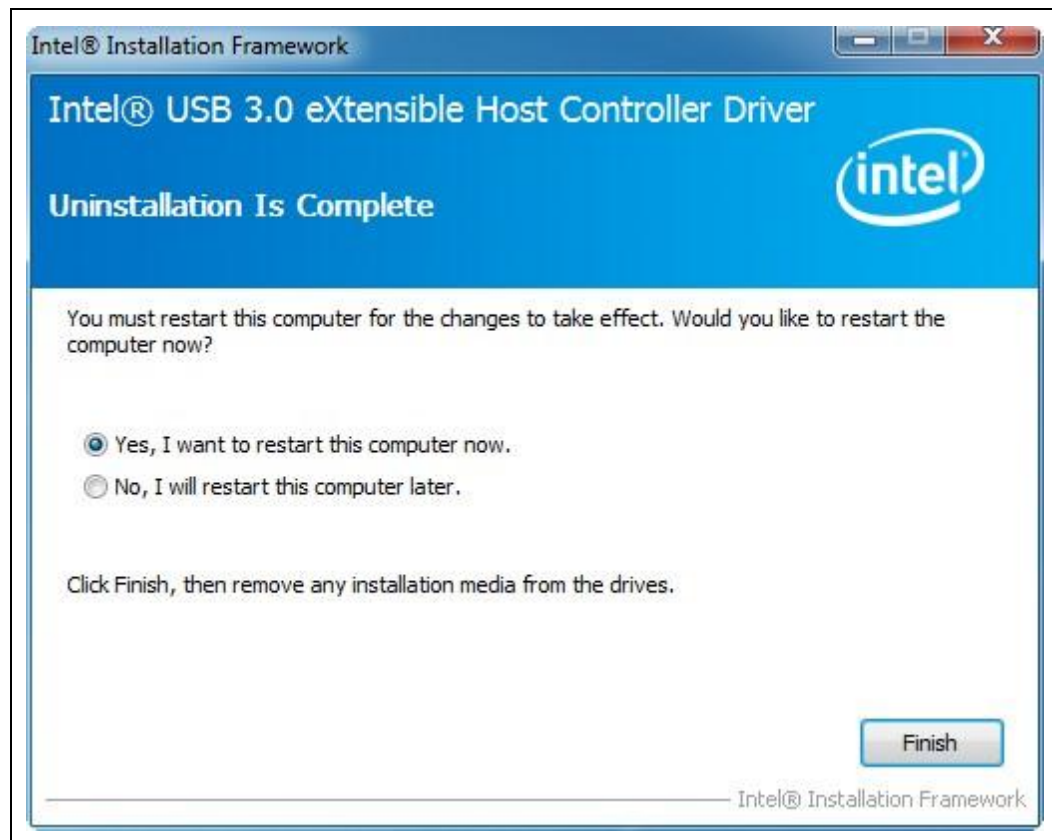 Intel® Installation Framework
Intel® USB 3.0 eXtensible Host Controller Driver
intel
Uninstallation Is Complete
You must restart this computer for the changes to take effect. Would you like to restart the
computer now?
Yes, I want to restart this computer now.
No, I will restart this computer later.
Click Finish, then remove any installation media from the drives.
Finish
Intel® Installation Framework